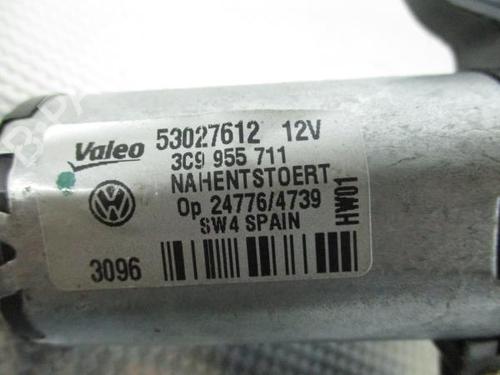 Valeo 53027612 12V
3C9 955 711
NAHENTSTOERT
Op 24776/4739
SW4 SPAIN
3096
HW01